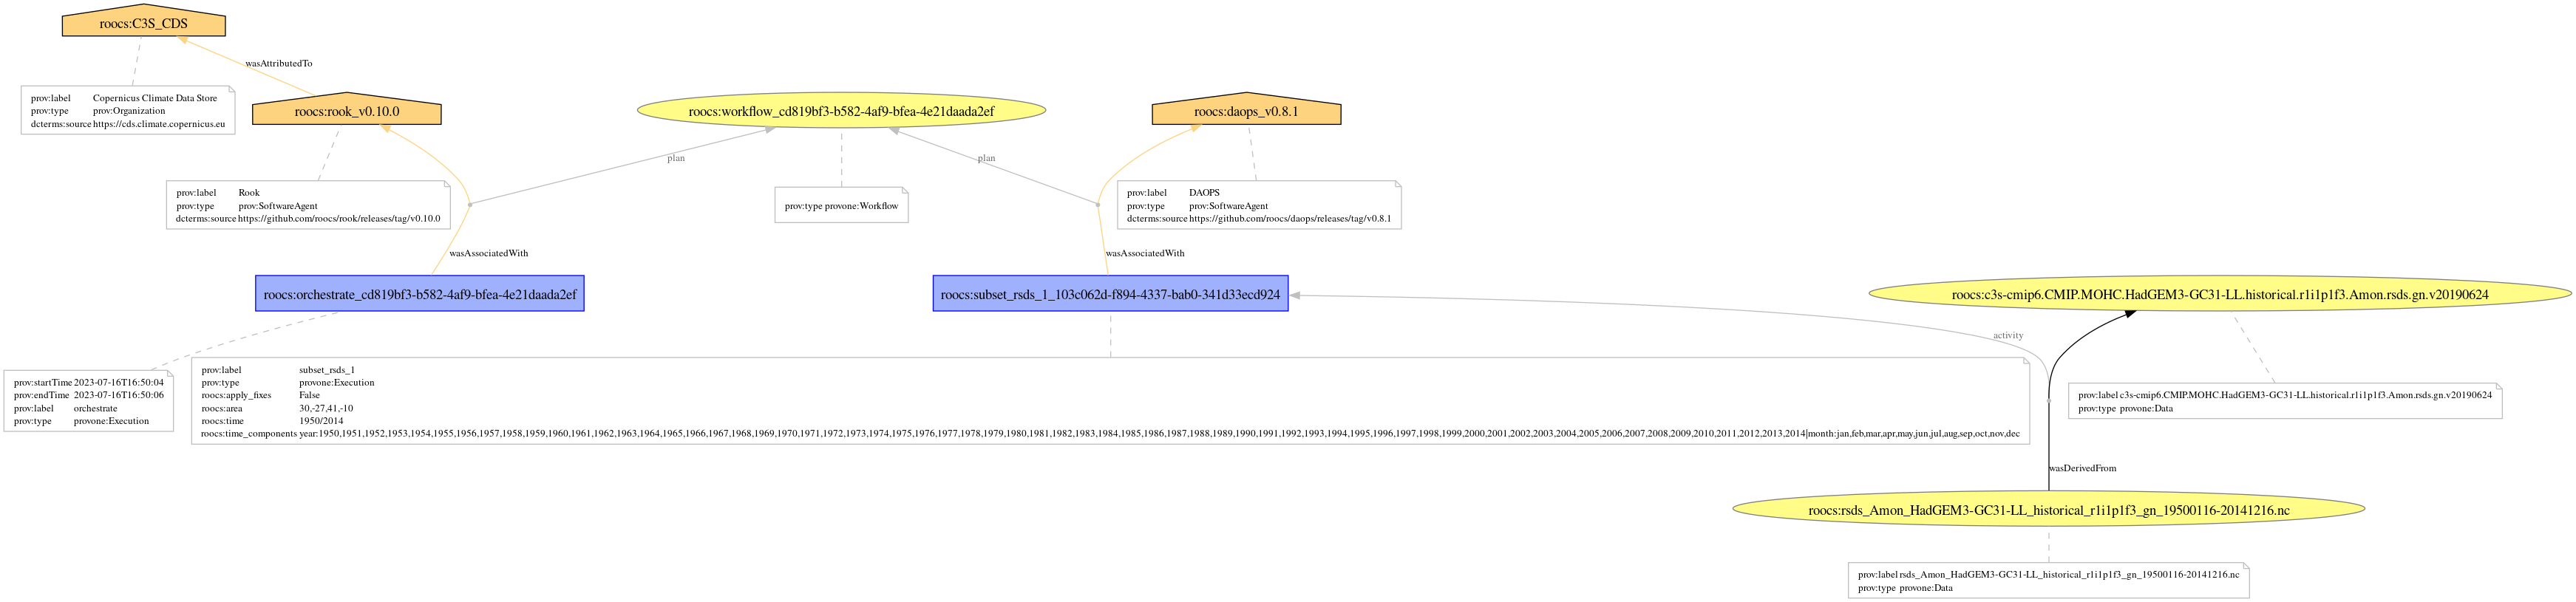 roocs:C3S_CDS
wasAttributedTo
prov:label Copernicus Climate Data Store
prov:type prov:Organization
dcterms:source https://cds.climate.copernicus.eu
roocs:rook_v0.10.0
roocs:workflow_cd819bf3-b582-4af9-bfea-4e21daada2ef
roocs:daops_v0.8.1
plan
plan
prov:label Rook
prov:type prov:SoftwareAgent
dcterms:source https://github.com/roocs/rook/releases/tag/v0.10.0
prov:type provone:Workflow
prov:label DAOPS
prov:type prov:SoftwareAgent
dcterms:source https://github.com/roocs/daops/releases/tag/v0.8.1
wasAssociatedWith
wasAssociatedWith
roocs:orchestrate_cd819bf3-b582-4af9-bfea-4e21daada2ef
roocs:subset_rsds_1_103c062d-f894-4337-bab0-341d33ecd924
roocs:c3s-cmip6.CMIP.MOHC.HadGEM3-GC31-LL.historical.r1i1p1f3.Amon.rsds.gn.v20190624
activity
prov:startTime 2023-07-16T16:50:04
prov:endTime 2023-07-16T16:50:06
prov:label orchestrate
prov:type provone:Execution
prov:label subset_rsds_1
prov:type provone:Execution
roocs:apply_fixes False
roocs:area 30,-27,41,-10
roocs:time 1950/2014
roocs:time_components year:1950,1951,1952,1953,1954,1955,1956,1957,1958,1959,1960,1961,1962,1963,1964,1965,1966,1967,1968,1969,1970,1971,1972,1973,1974,1975,1976,1977,1978,1979,1980,1981,1982,1983,1984,1985,1986,1987,1988,1989,1990,1991,1992,1993,1994,1995,1996,1997,1998,1999,2000,2001,2002,2003,2004,2005,2006,2007,2008,2009,2010,2011,2012,2013,2014|month:jan,feb,mar,apr,may,jun,jul,aug,sep,oct,nov,dec
prov:label c3s-cmip6.CMIP.MOHC.HadGEM3-GC31-LL.historical.r1i1p1f3.Amon.rsds.gn.v20190624
prov:type provone:Data
wasDerivedFrom
roocs:rsds_Amon_HadGEM3-GC31-LL_historical_r1i1p1f3_gn_19500116-20141216.nc
prov:label rsds_Amon_HadGEM3-GC31-LL_historical_r1i1p1f3_gn_19500116-20141216.nc
prov:type provone:Data